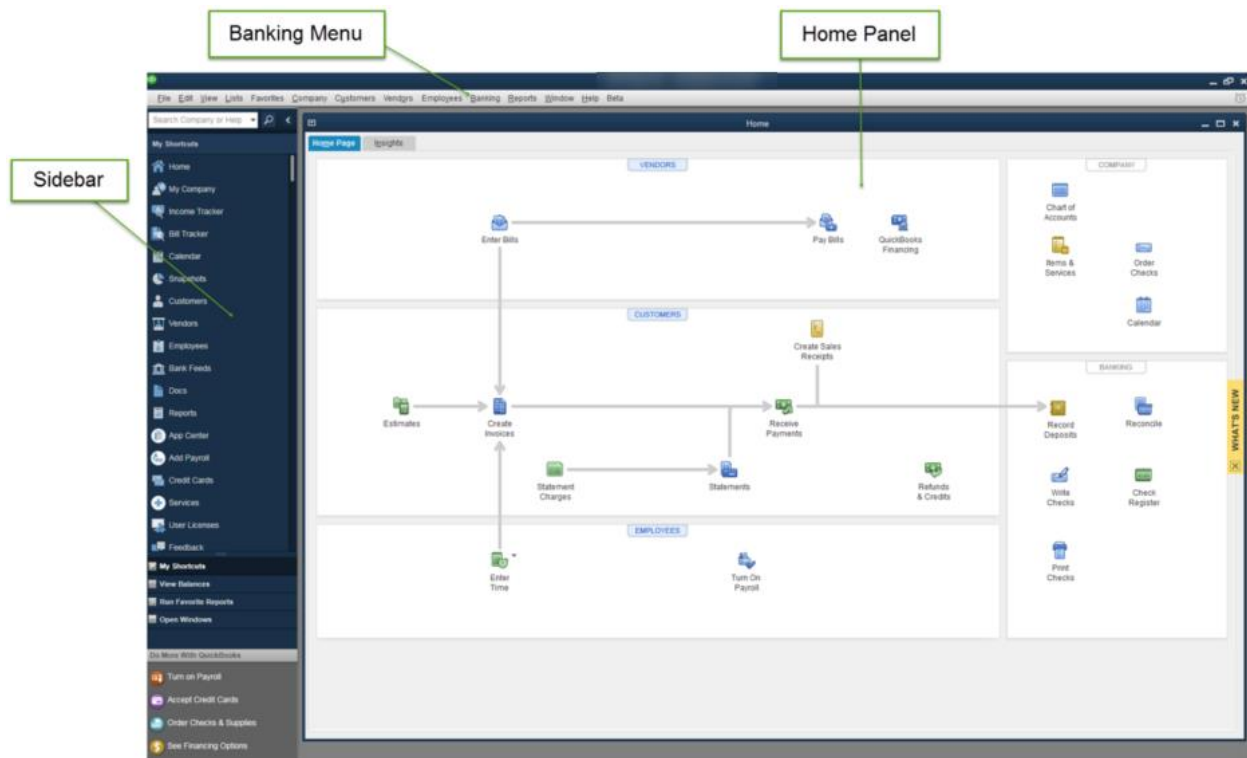 Banking Menu
Home Panel
Sidebar
File Edit View Lists Favorites Company Customers Vendors Employees Banking Reports Window Help Beta
Search Company or Help
My Shortcuts
Home
My Company
Income Tracker
Bill Tracker
Calendar
Snapshots
Customers
Vendors
Employees
Bank Feeds
Docs
Reports
App Center
Add Payroll
Credit Cards
Services
User Licenses
Feedback
My Shortcuts
View Balances
Run Favorite Reports
Open Windows
Do More With QuickBooks
Turn on Payroll
Accept Credit Cards
Order Checks & Supplies
See Financing Options
Home
Home Page Insights
VENDORS
Enter Bills
Pay Bills
QuickBooks
Financing
CUSTOMERS
Create Sales
Receipts
Estimates
Create
Invoices
Receive
Payments
Statement
Charges
Statements
Refunds
& Credits
EMPLOYEES
Enter
Time
Turn On
Payroll
COMPANY
Chart of
Accounts
Items &
Services
Order
Checks
Calendar
BANKING
Record
Deposits
Reconcile
Write
Checks
Check
Register
Print
Checks
WHAT'S NEW